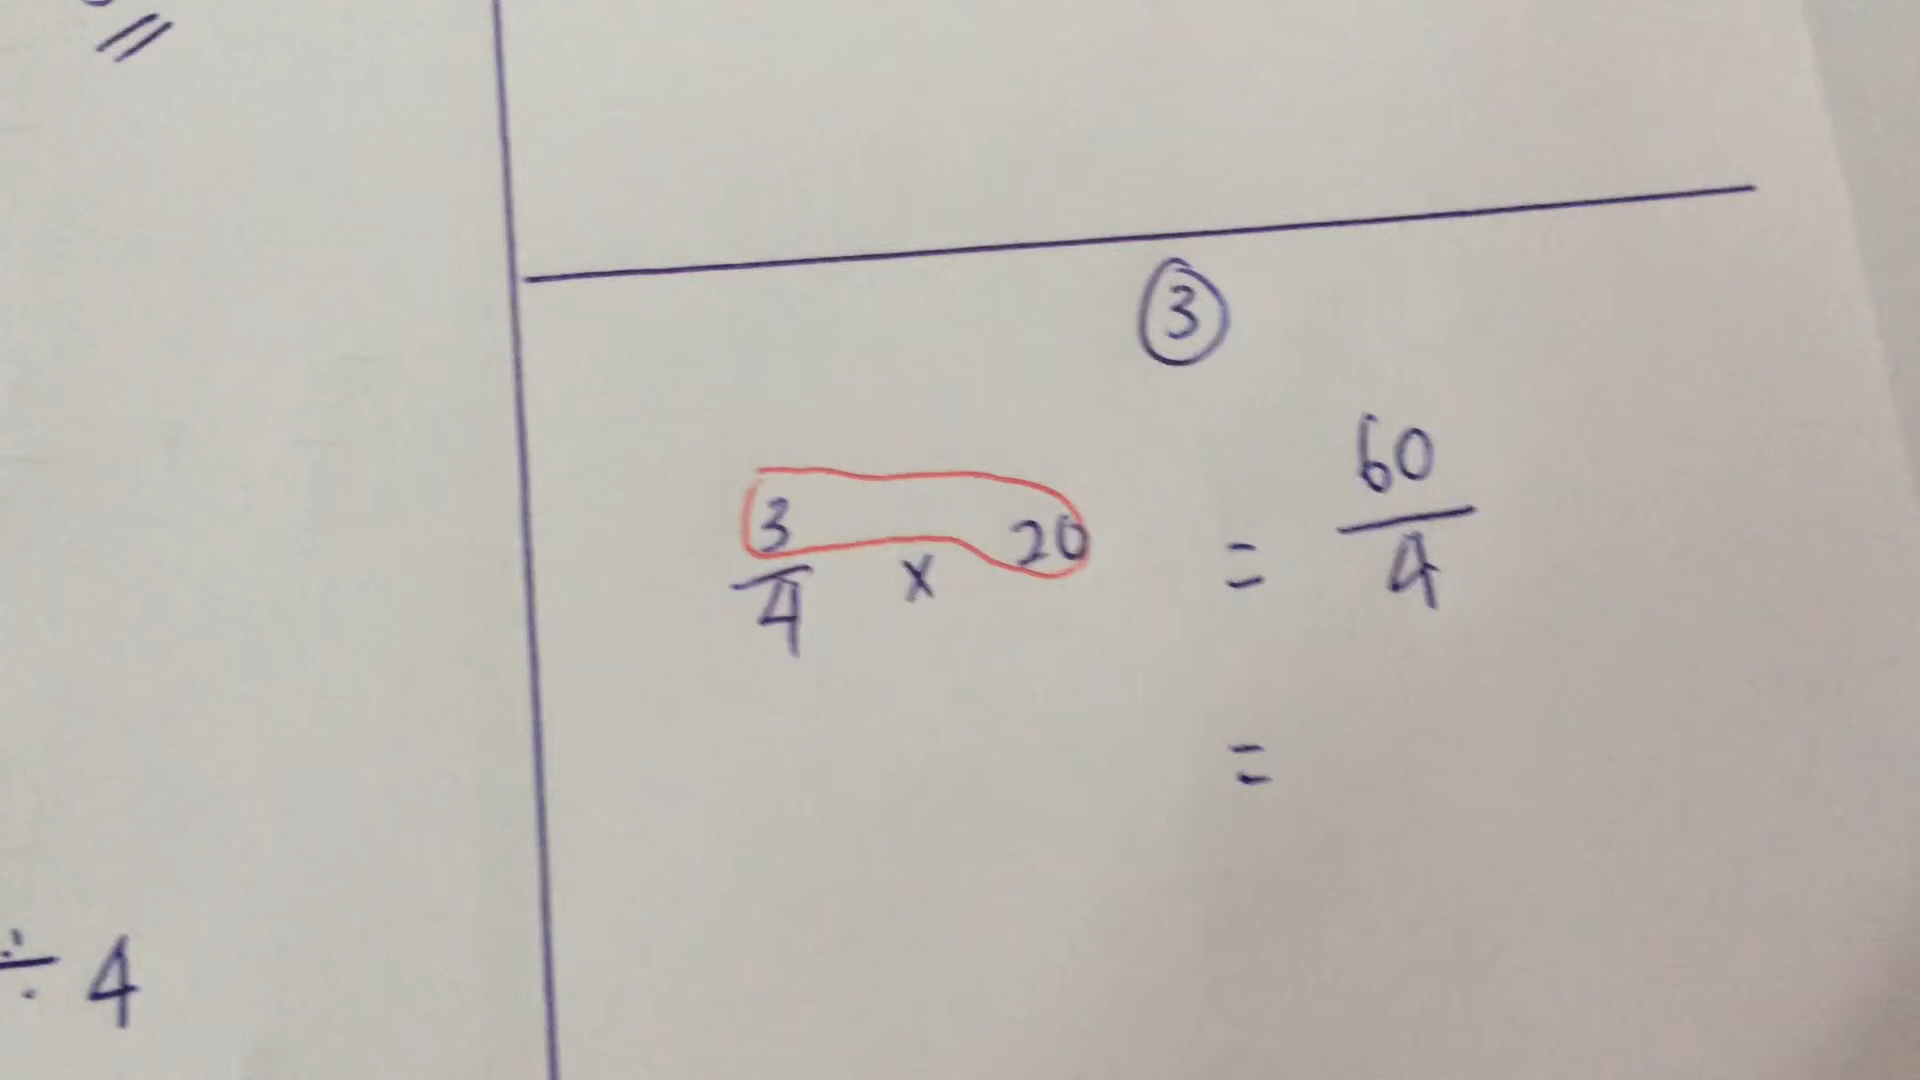 ③
3/4 × 20 = 60/4
=
÷ 4